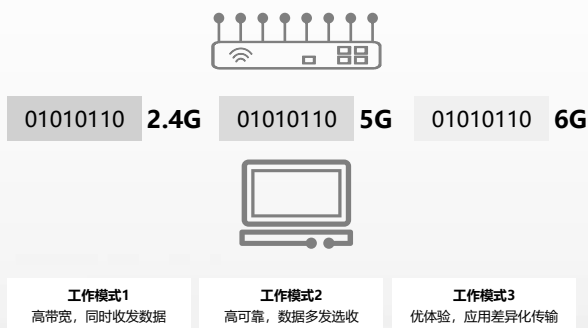 01010110 2.4G 01010110 5G 01010110 6G
工作模式1
高带宽，同时收发数据
工作模式2
高可靠，数据多发选收
工作模式3
优体验，应用差异化传输